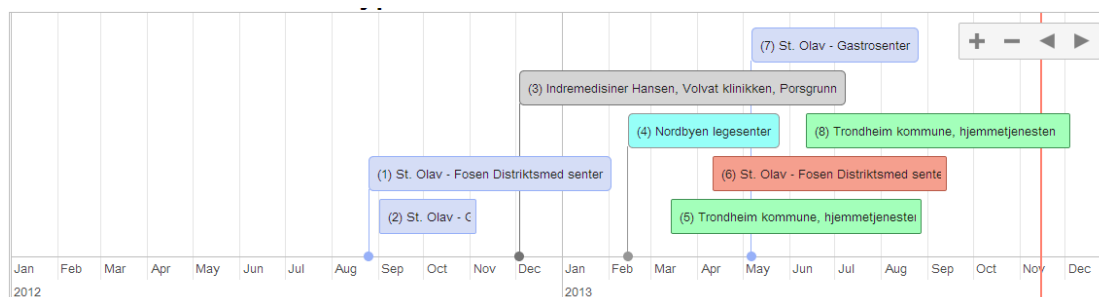 (7) St. Olav - Gastrosenter
(3) Indremedisiner Hansen, Volvat klinikken, Porsgrunn
(4) Nordbyen legesenter
(8) Trondheim kommune, hjemmetjenesten
(1) St. Olav - Fosen Distriktsmed senter
(6) St. Olav - Fosen Distriktsmed sente
(2) St. Olav - G
(5) Trondheim kommune, hjemmetjenesten
Jan Feb Mar Apr May Jun Jul Aug Sep Oct Nov Dec Jan Feb Mar Apr May Jun Jul Aug Sep Oct Nov Dec
2012 2013